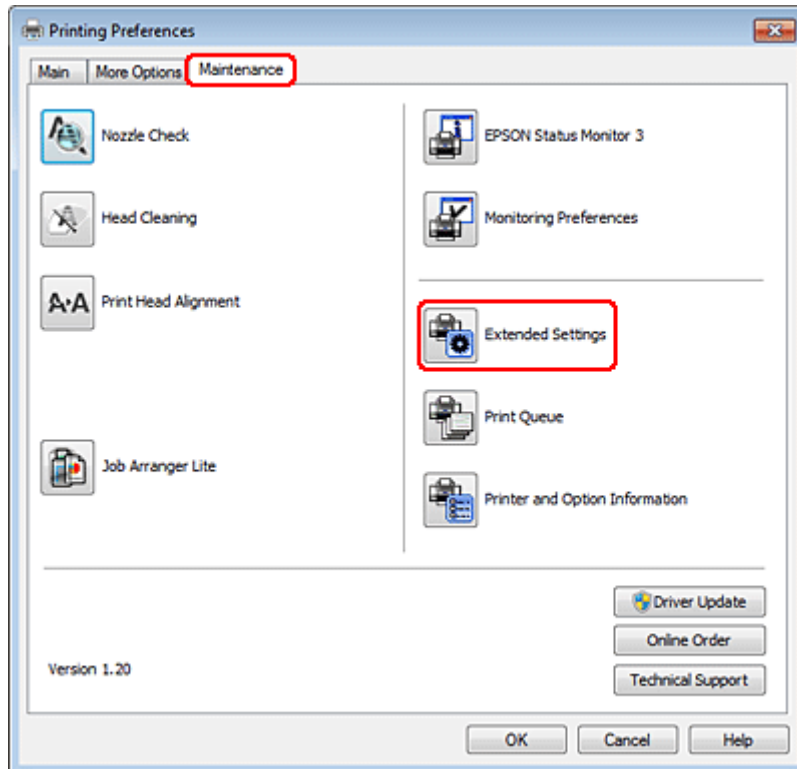 Printing Preferences
Main
More Options
Maintenance
Nozzle Check
Head Cleaning
A·A Print Head Alignment
Job Arranger Lite
EPSON Status Monitor 3
Monitoring Preferences
Extended Settings
Print Queue
Printer and Option Information
Driver Update
Online Order
Version 1.20
Technical Support
OK
Cancel
Help